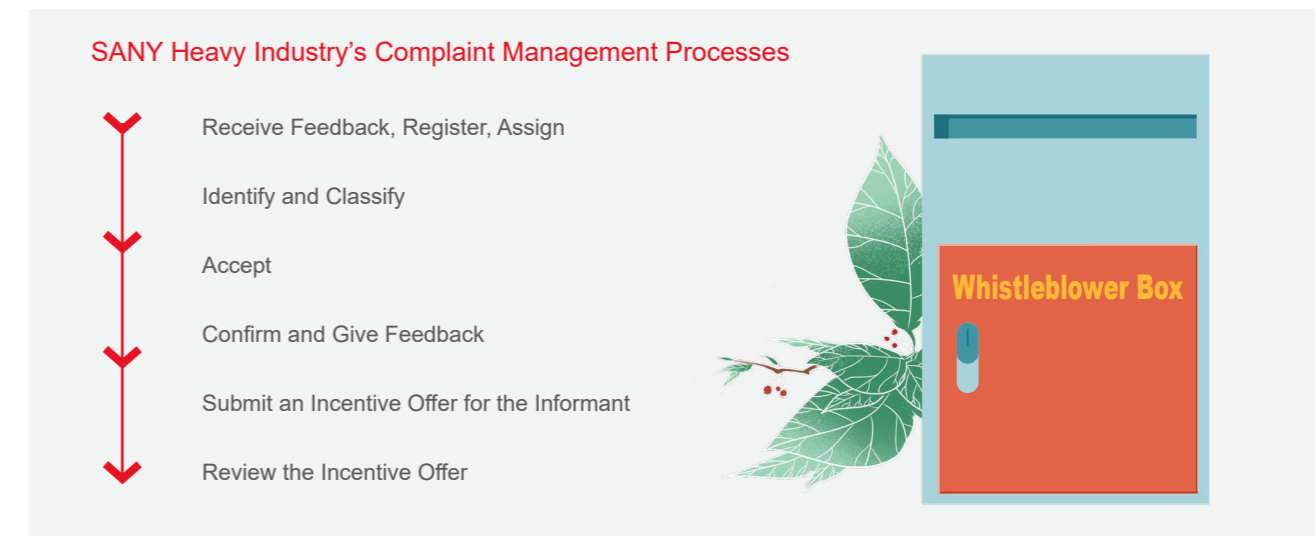 SANY Heavy Industry's Complaint Management Processes
Receive Feedback, Register, Assign
Identify and Classify
Accept
Confirm and Give Feedback
Submit an Incentive Offer for the Informant
Review the Incentive Offer
Whistleblower Box